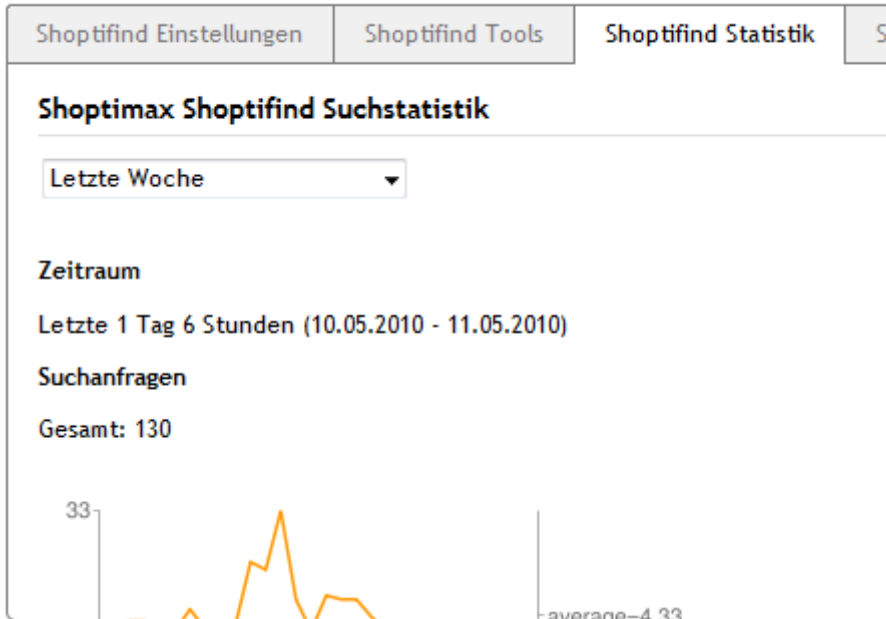 Shoptifind Einstellungen
Shoptifind Tools
Shoptifind Statistik
S
Shoptimax Shoptifind Suchstatistik
Letzte Woche
Zeitraum
Letzte 1 Tag 6 Stunden (10.05.2010 - 11.05.2010)
Suchanfragen
Gesamt: 130
33
average=4.33